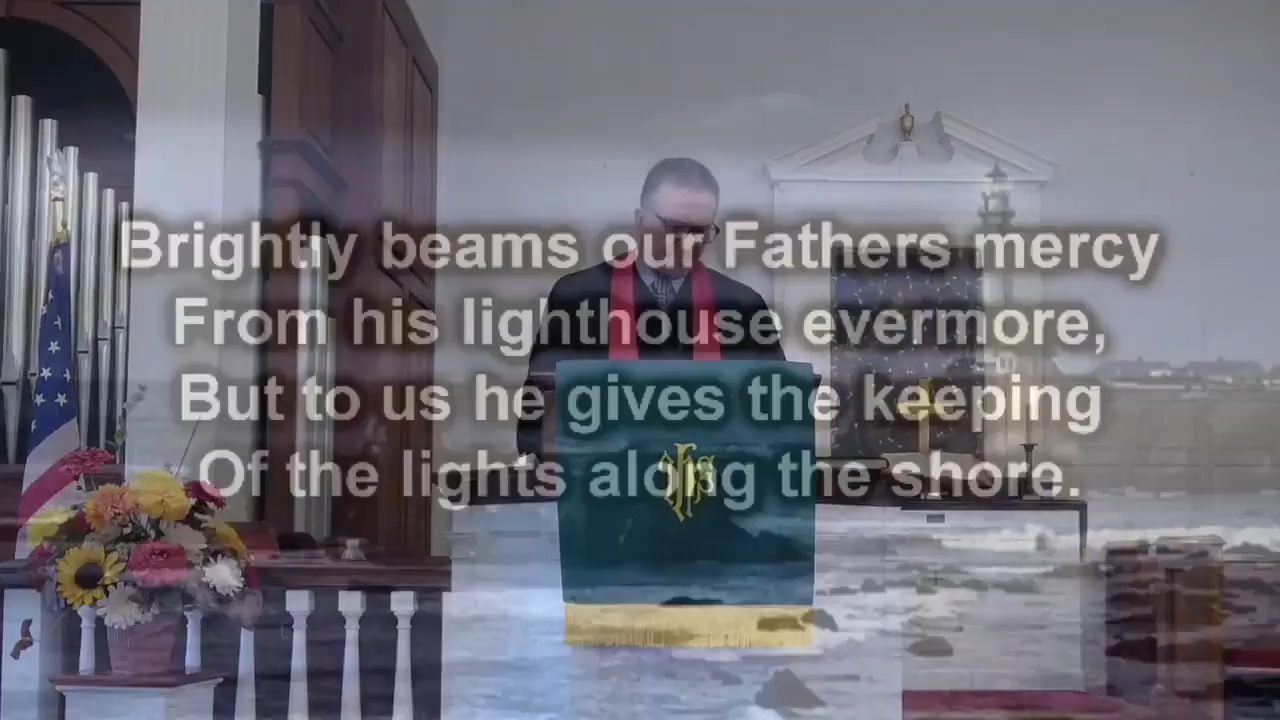 Brightly beams our Fathers mercy
From his lighthouse evermore,
But to us he gives the keeping
Of the lights along the shore.
IHS